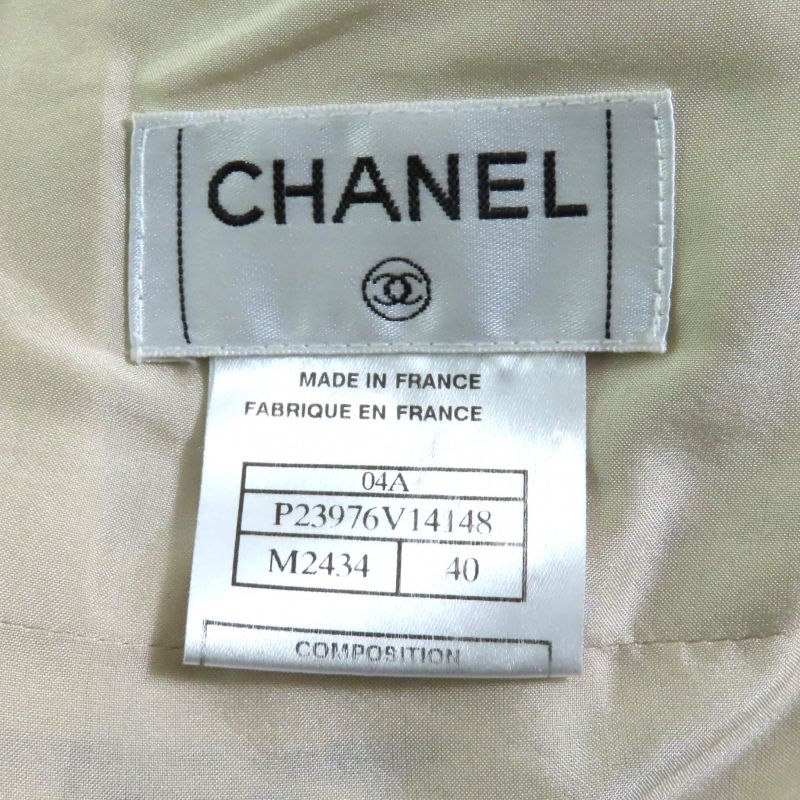 CHANEL
MADE IN FRANCE
FABRIQUE EN FRANCE
04A
P23976V14148
M2434 40
COMPOSITION